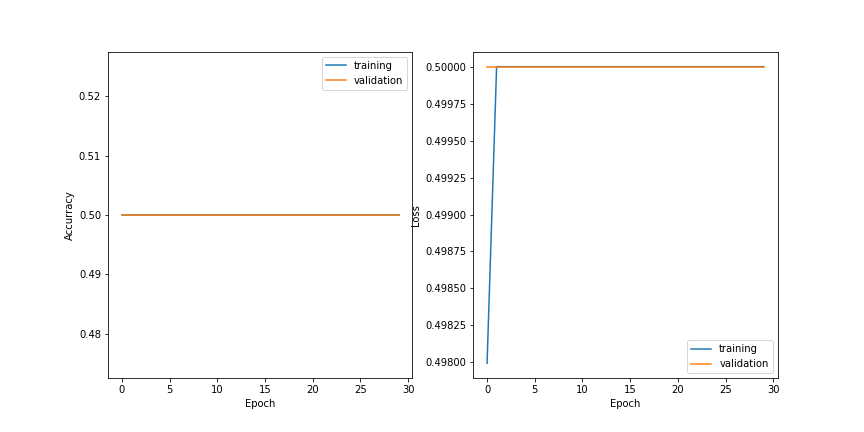 training
validation
0.52
0.51
0.50
0.49
0.48
Accurracy
0 5 10 15 20 25 30
Epoch
0.50000
0.49975
0.49950
0.49925
0.49900
0.49875
0.49850
0.49825
0.49800
Loss
training
validation
0 5 10 15 20 25 30
Epoch